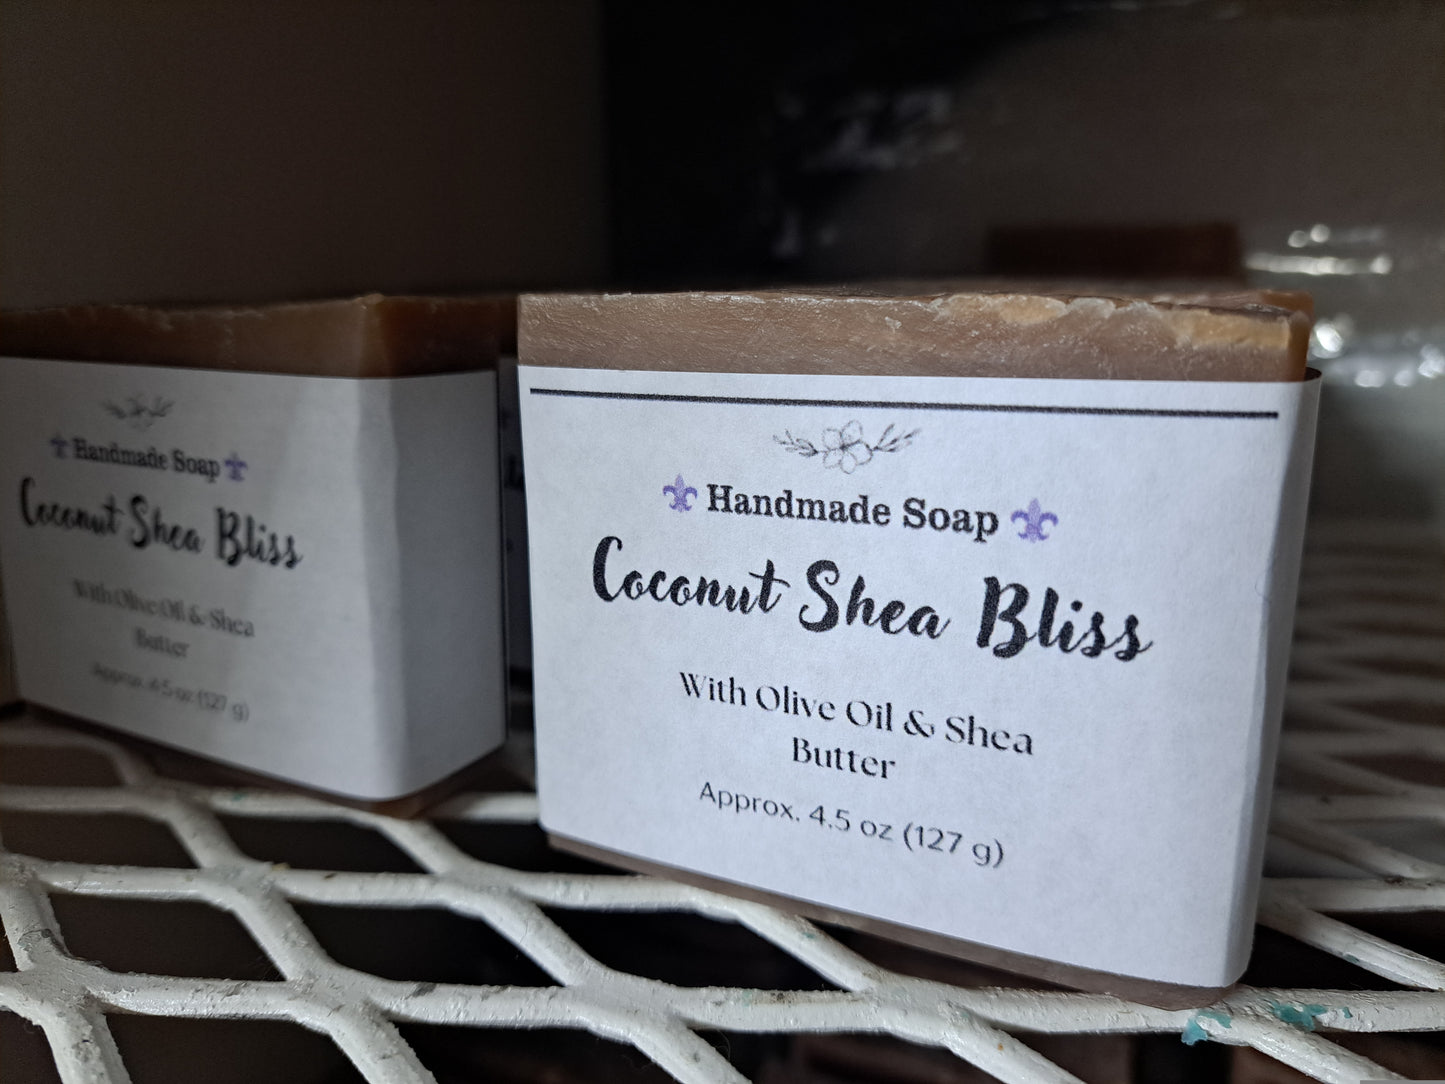 Handmade Soap
Coconut Shea Bliss
With Olive Oil & Shea
Butter
Approx. 4.5 oz (127 g)
Handmade Soap
Coconut Shea Bliss
With Olive Oil & Shea
Butter
Approx. 4.5 oz (127 g)